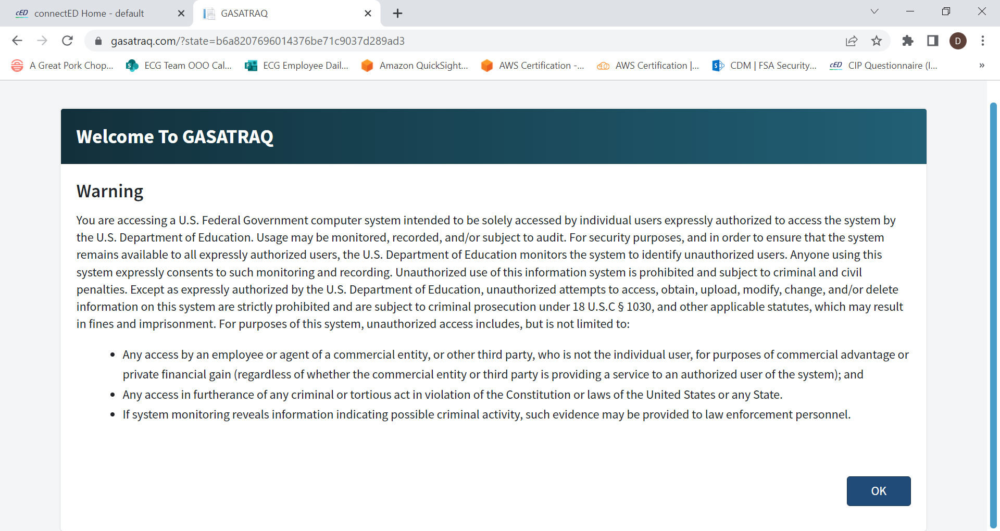 cED connectED Home - default
GASATRAQ
gasatraq.com/?state=b6a8207696014376be71c9037d289ad3
D
A Great Pork Chop...
S ECG Team OOO Cal...
F ECG Employee Dail...
Amazon QuickSight...
AWS Certification -...
AWS Certification |...
S CDM | FSA Security...
cED CIP Questionnaire (I...
»
Welcome To GASATRAQ
Warning
You are accessing a U.S. Federal Government computer system intended to be solely accessed by individual users expressly authorized to access the system by
the U.S. Department of Education. Usage may be monitored, recorded, and/or subject to audit. For security purposes, and in order to ensure that the system
remains available to all expressly authorized users, the U.S. Department of Education monitors the system to identify unauthorized users. Anyone using this
system expressly consents to such monitoring and recording. Unauthorized use of this information system is prohibited and subject to criminal and civil
penalties. Except as expressly authorized by the U.S. Department of Education, unauthorized attempts to access, obtain, upload, modify, change, and/or delete
information on this system are strictly prohibited and are subject to criminal prosecution under 18 U.S.C § 1030, and other applicable statutes, which may result
in fines and imprisonment. For purposes of this system, unauthorized access includes, but is not limited to:
• Any access by an employee or agent of a commercial entity, or other third party, who is not the individual user, for purposes of commercial advantage or
private financial gain (regardless of whether the commercial entity or third party is providing a service to an authorized user of the system); and
• Any access in furtherance of any criminal or tortious act in violation of the Constitution or laws of the United States or any State.
• If system monitoring reveals information indicating possible criminal activity, such evidence may be provided to law enforcement personnel.
OK